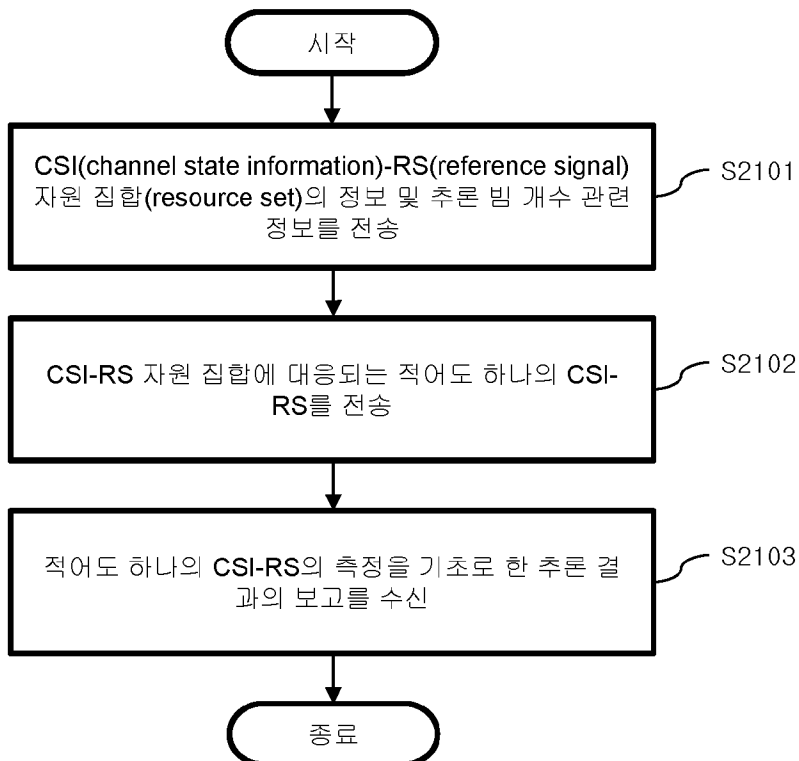 시작
CSI(channel state information)-RS(reference signal)
자원 집합(resource set)의 정보 및 추론 빔 개수 관련
정보를 전송
S2101
CSI-RS 자원 집합에 대응되는 적어도 하나의 CSI-
RS를 전송
S2102
적어도 하나의 CSI-RS의 측정을 기초로 한 추론 결
과의 보고를 수신
S2103
종료